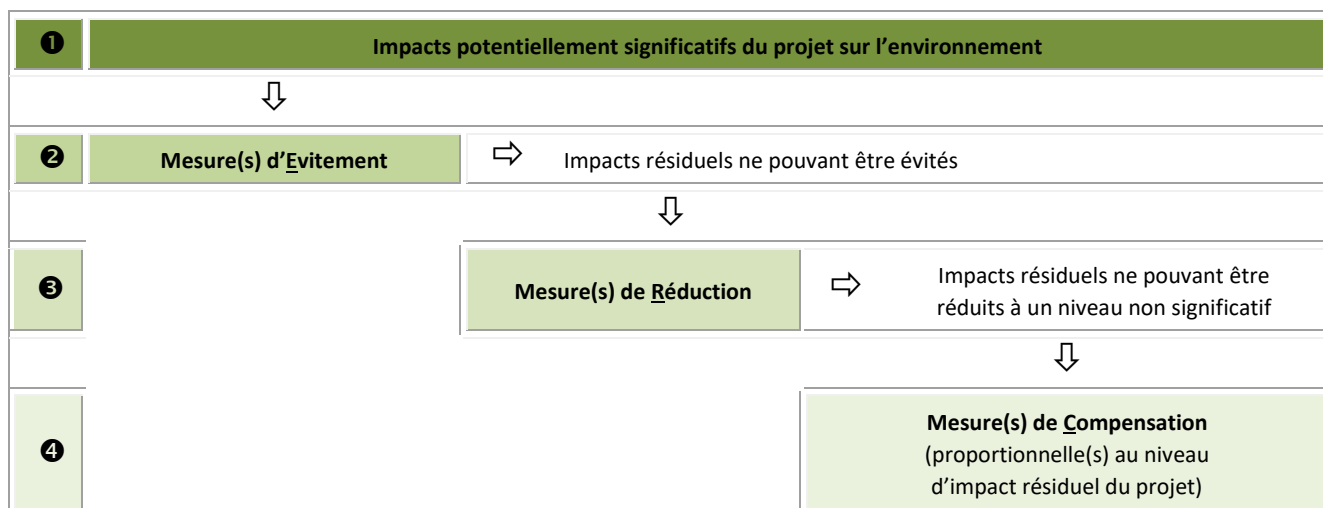 ❶ Impacts potentiellement significatifs du projet sur l’environnement
⇩
❷ Mesure(s) d’Evitement ⇨ Impacts résiduels ne pouvant être évités
⇩
❸ Mesure(s) de Réduction ⇨ Impacts résiduels ne pouvant être
réduits à un niveau non significatif
⇩
❹ Mesure(s) de Compensation
(proportionnelle(s) au niveau
d’impact résiduel du projet)